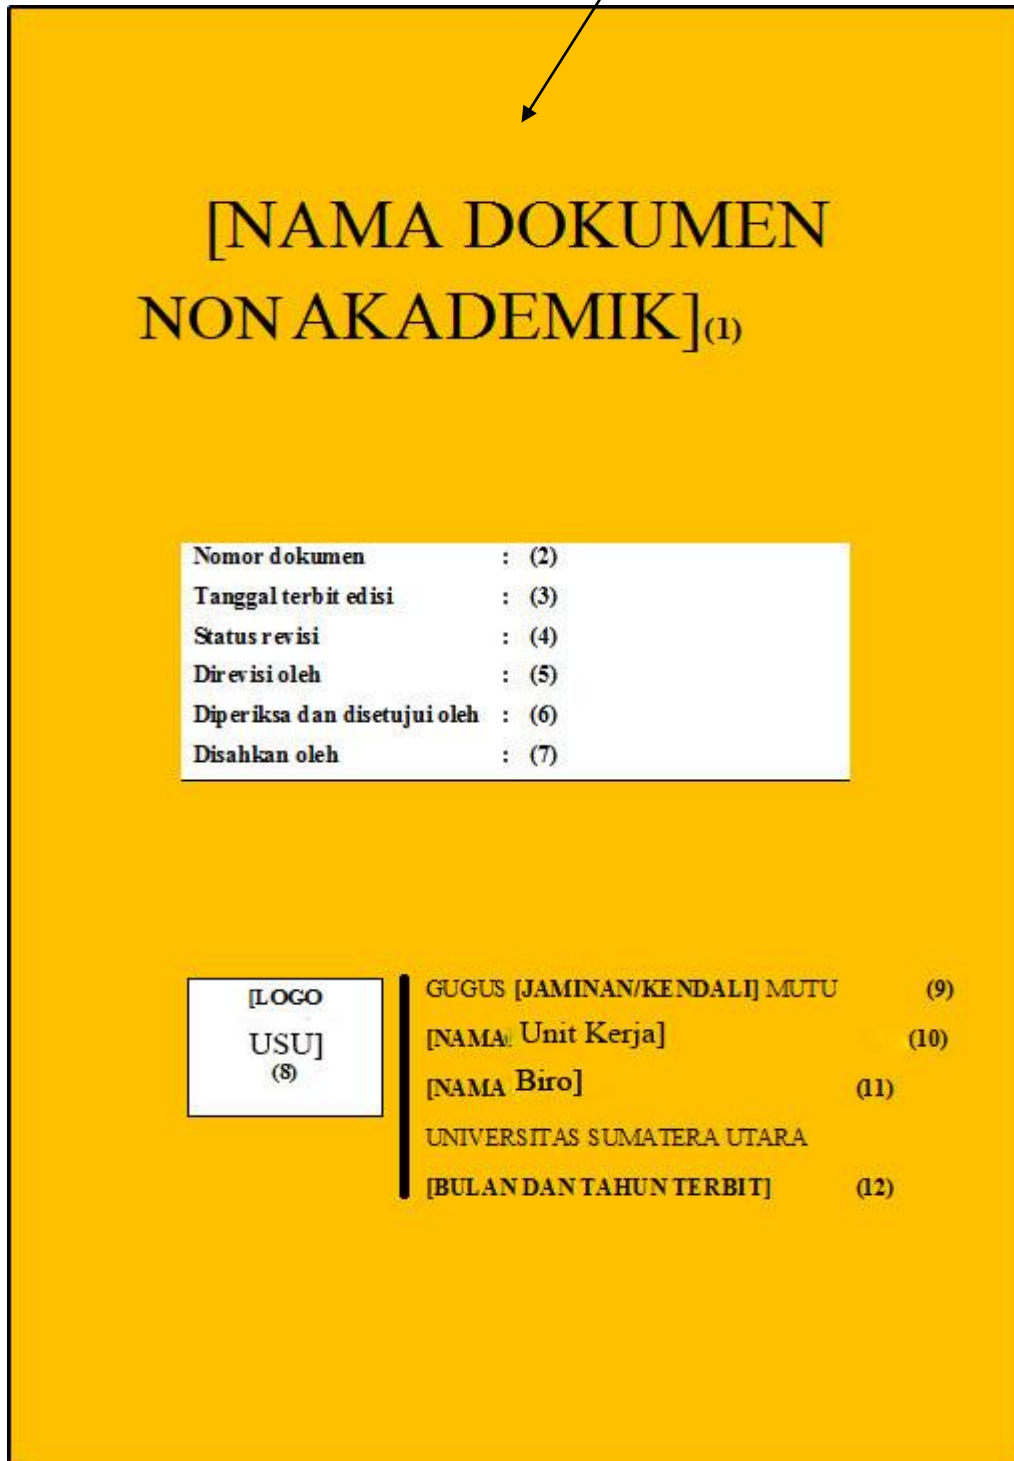 [NAMA DOKUMEN
NON AKADEMIK](1)
Nomor dokumen : (2)
Tanggal terbit edisi : (3)
Status revisi : (4)
Direvisi oleh : (5)
Diperiksa dan disetujui oleh : (6)
Disahkan oleh : (7)
[LOGO
USU]
(8)
GUGUS [JAMINAN/KENDALI] MUTU (9)
[NAMA Unit Kerja] (10)
[NAMA Biro] (11)
UNIVERSITAS SUMATERA UTARA
[BULAN DAN TAHUN TERBIT] (12)